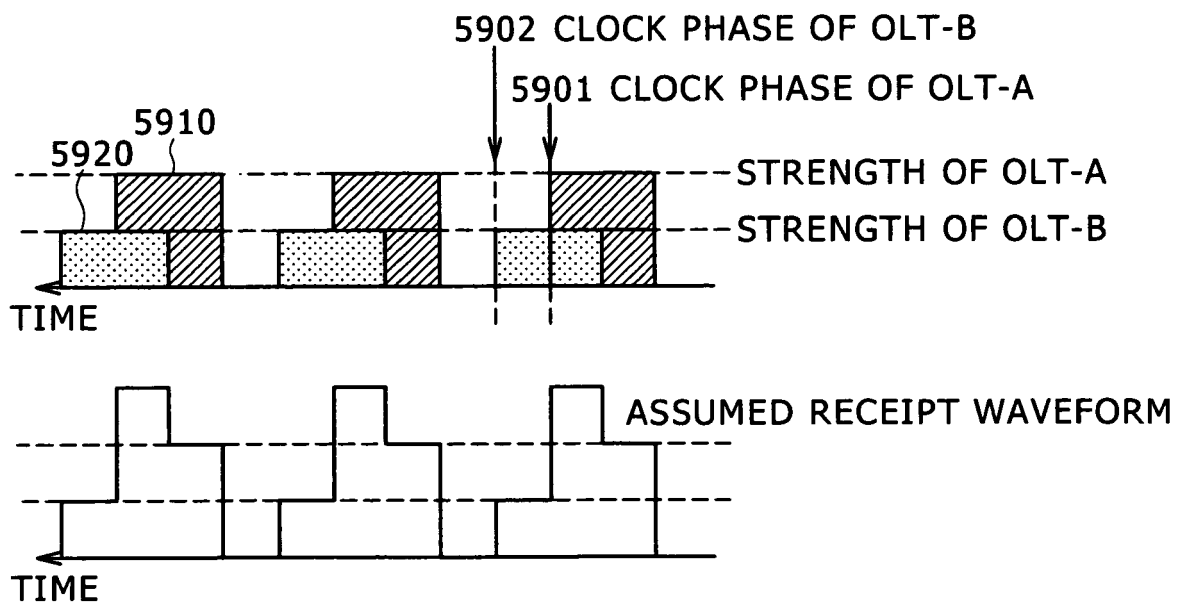 5902 CLOCK PHASE OF OLT-B
5901 CLOCK PHASE OF OLT-A
5910
5920
STRENGTH OF OLT-A
STRENGTH OF OLT-B
TIME
ASSUMED RECEIPT WAVEFORM
TIME